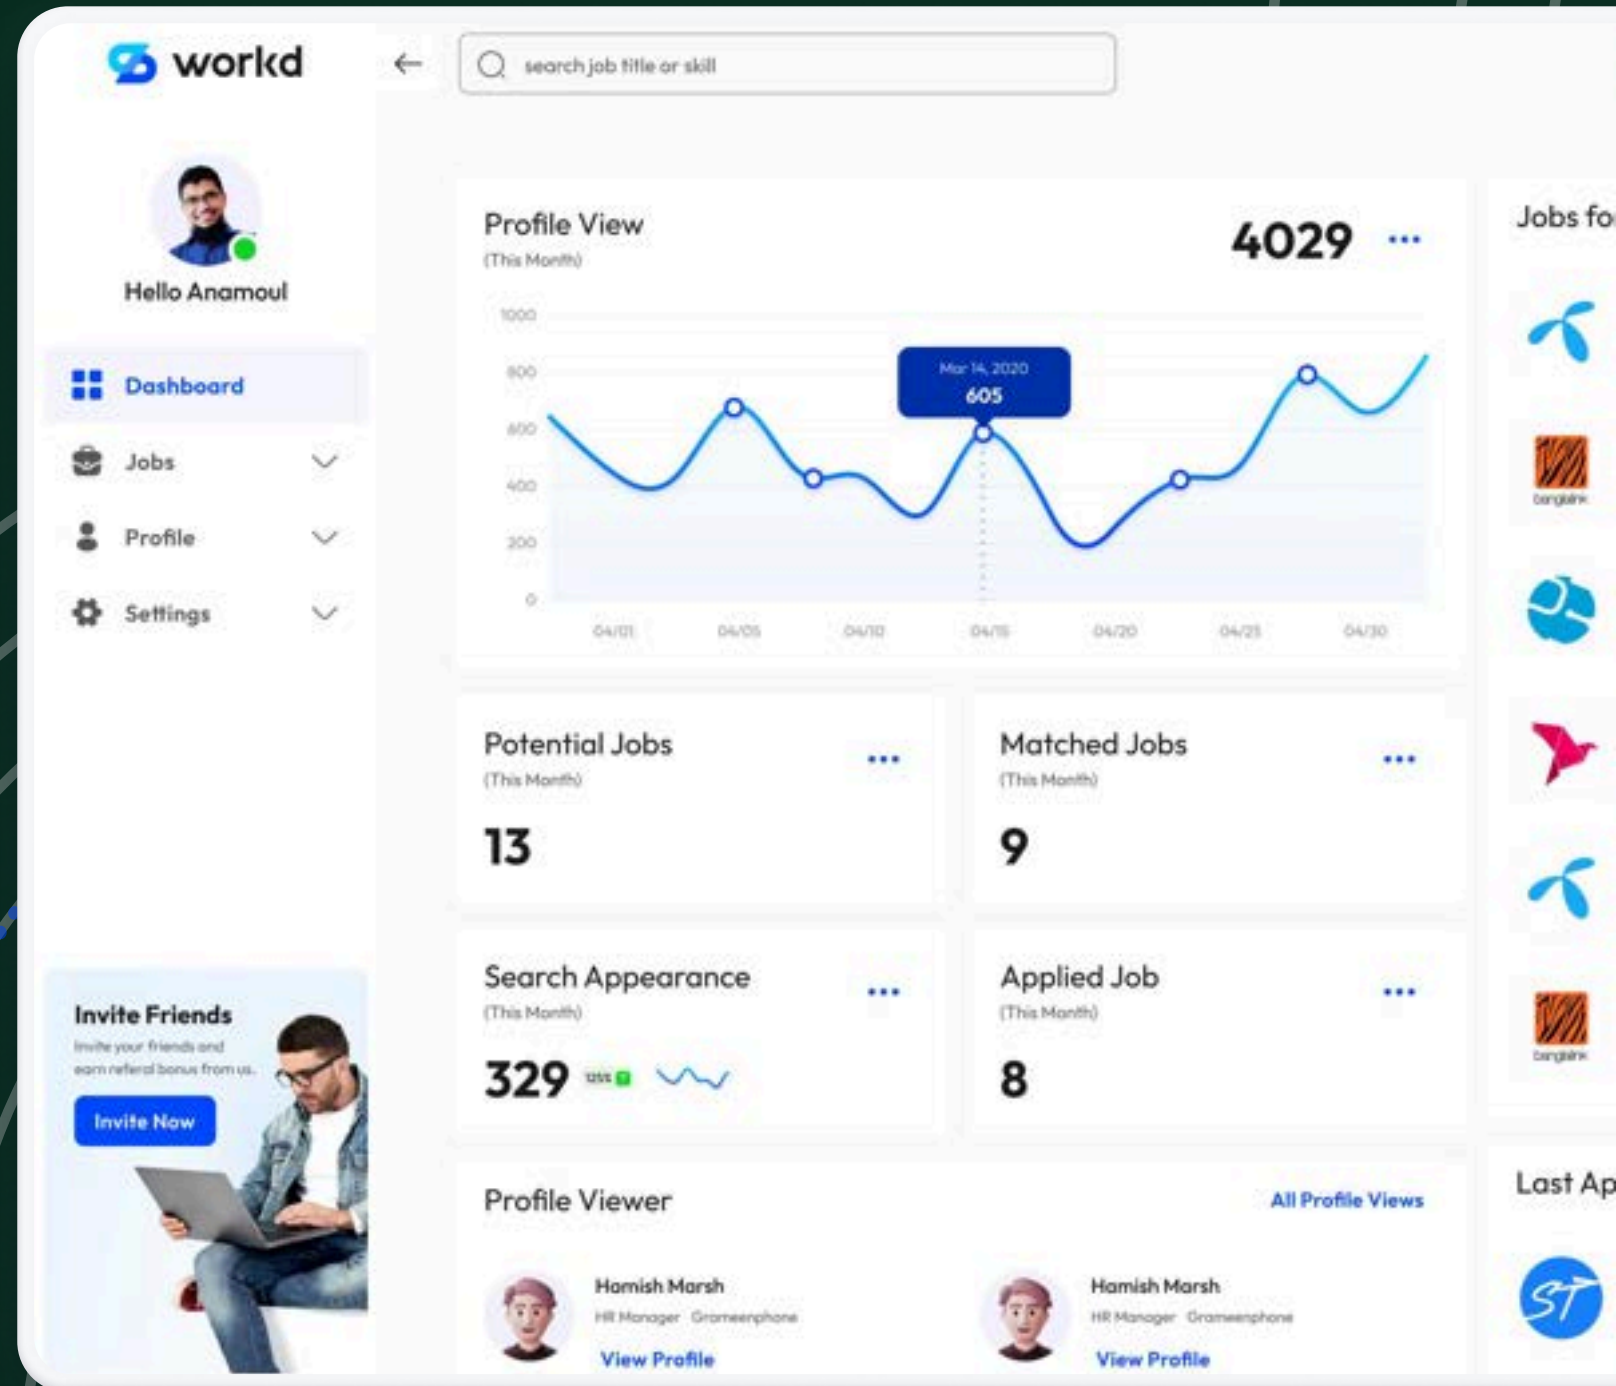 workd
search job title or skill
Hello Anamoul
Dashboard
Jobs
Profile
Settings
Invite Friends
Invite your friends and
earn referal bonus from us.
Invite Now
Profile View
(This Month)
4029
1000
800
600
400
200
0
Mar 14, 2020
605
04/01
04/05
04/10
04/15
04/20
04/25
04/30
Potential Jobs
(This Month)
13
Matched Jobs
(This Month)
9
Search Appearance
(This Month)
329
125%
Applied Job
(This Month)
8
Profile Viewer
All Profile Views
Hamish Marsh
HR Manager Grameenphone
View Profile
Hamish Marsh
HR Manager Grameenphone
View Profile
Jobs for
banglalink
banglalink
Last Ap
ST